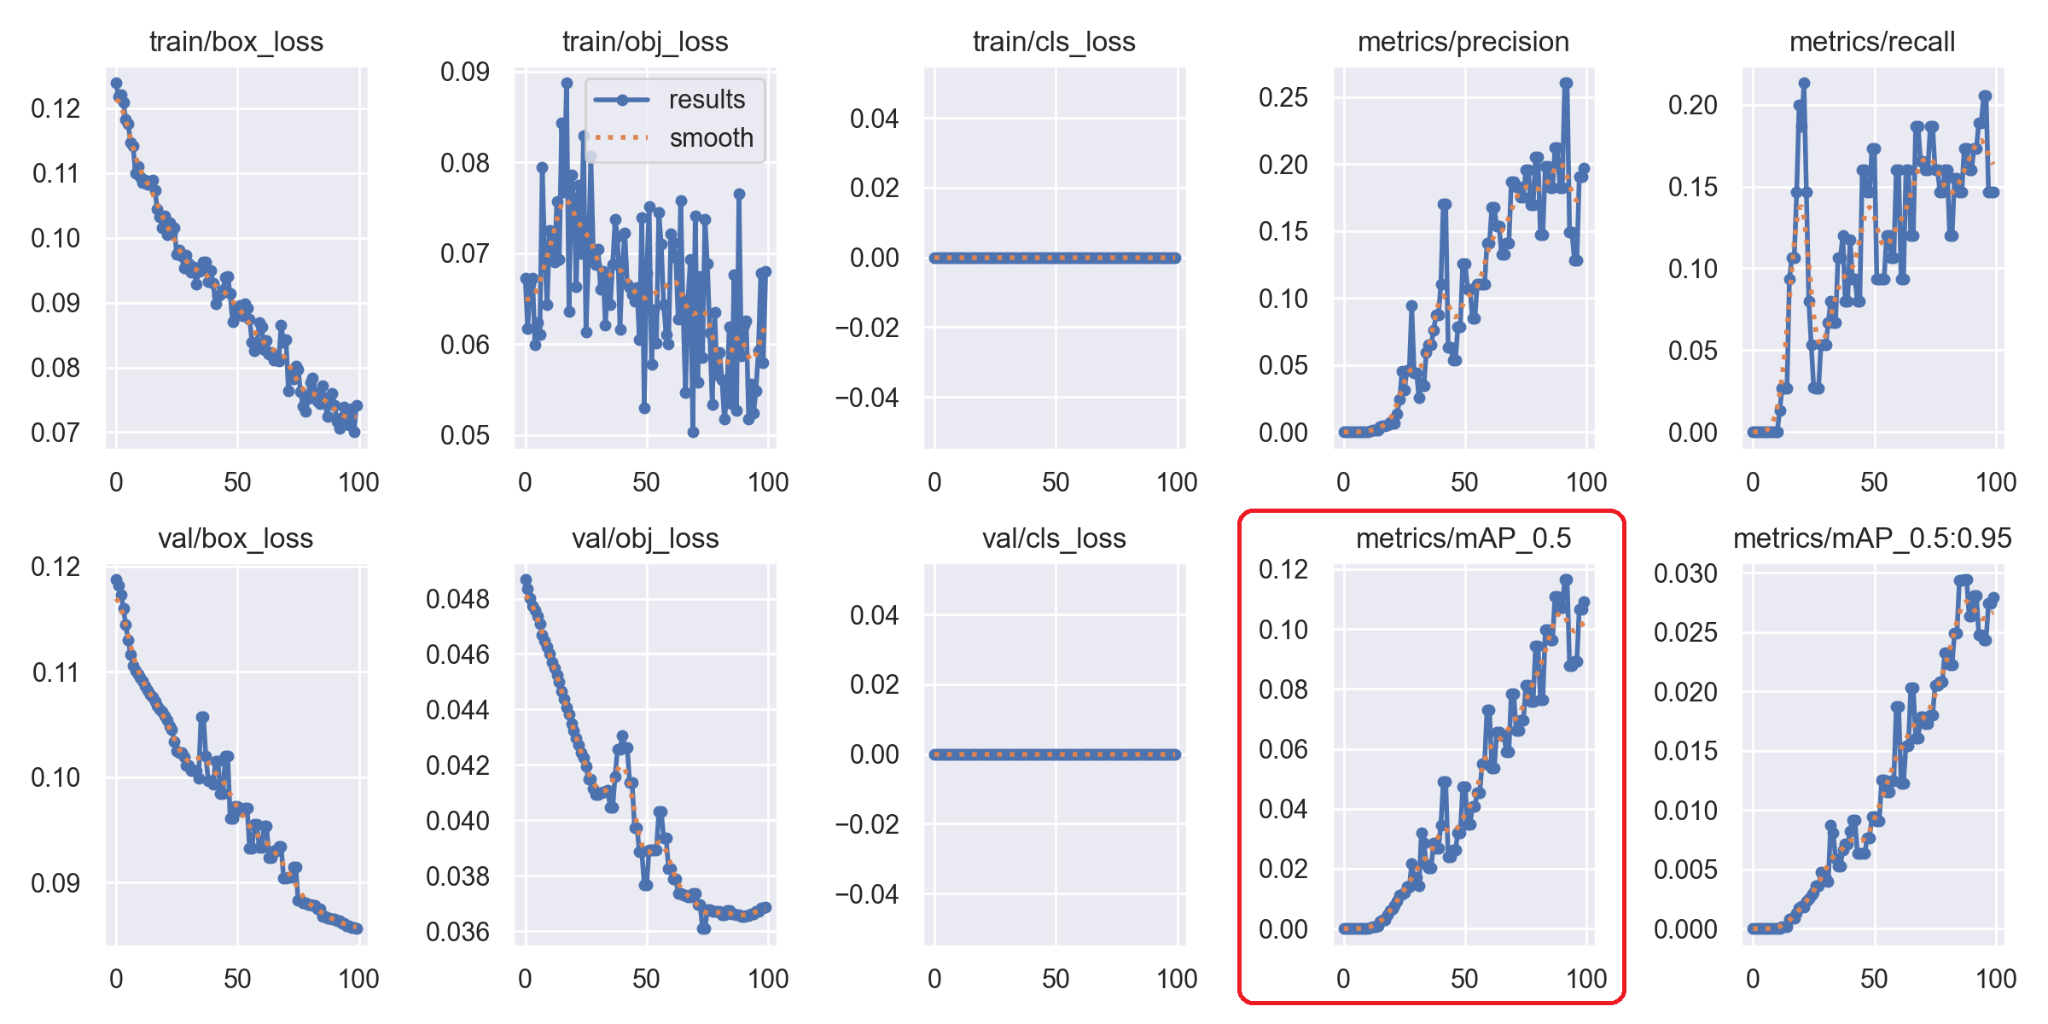 train/box_loss
0.12
0.11
0.10
0.09
0.08
0.07
0 50 100
train/obj_loss
results
smooth
0.09
0.08
0.07
0.06
0.05
0 50 100
train/cls_loss
0.04
0.02
0.00
−0.02
−0.04
0 50 100
metrics/precision
0.25
0.20
0.15
0.10
0.05
0.00
0 50 100
metrics/recall
0.20
0.15
0.10
0.05
0.00
0 50 100
val/box_loss
0.12
0.11
0.10
0.09
0 50 100
val/obj_loss
0.048
0.046
0.044
0.042
0.040
0.038
0.036
0 50 100
val/cls_loss
0.04
0.02
0.00
−0.02
−0.04
0 50 100
metrics/mAP_0.5
0.12
0.10
0.08
0.06
0.04
0.02
0.00
0 50 100
metrics/mAP_0.5:0.95
0.030
0.025
0.020
0.015
0.010
0.005
0.000
0 50 100